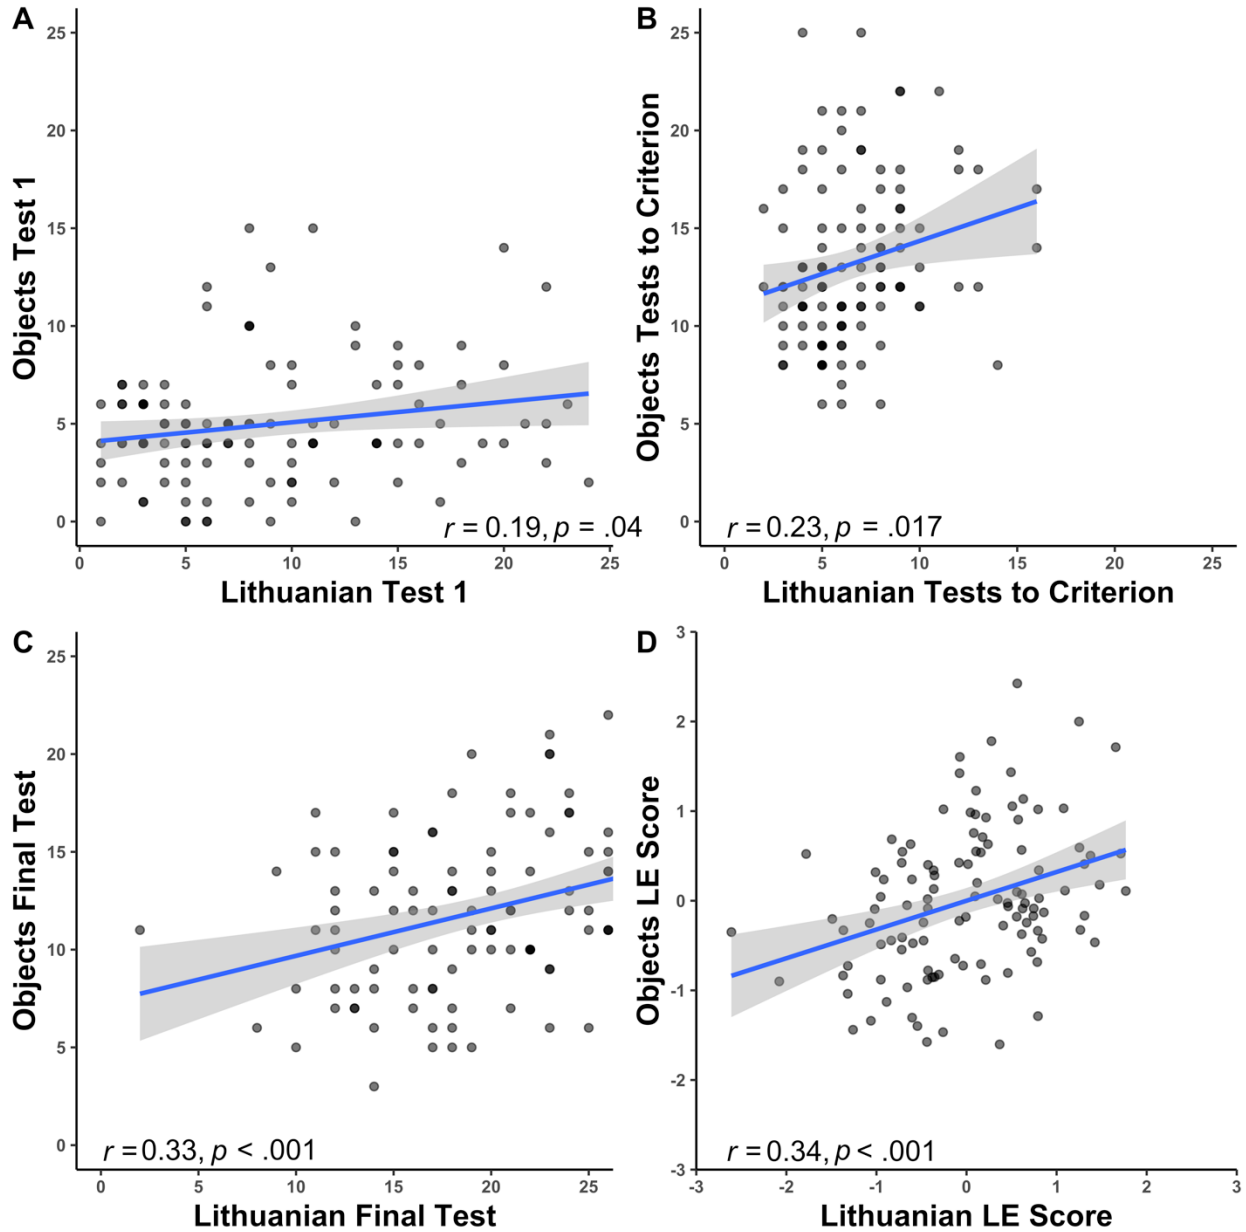 A
Objects Test 1
25
20
15
10
5
0
r = 0.19, p = .04
0 5 10 15 20 25
Lithuanian Test 1
B
Objects Tests to Criterion
25
20
15
10
5
0
r = 0.23, p = .017
0 5 10 15 20 25
Lithuanian Tests to Criterion
C
Objects Final Test
25
20
15
10
5
0
r = 0.33, p < .001
0 5 10 15 20 25
Lithuanian Final Test
D
Objects LE Score
3
2
1
0
-1
-2
-3
r = 0.34, p < .001
-3 -2 -1 0 1 2 3
Lithuanian LE Score